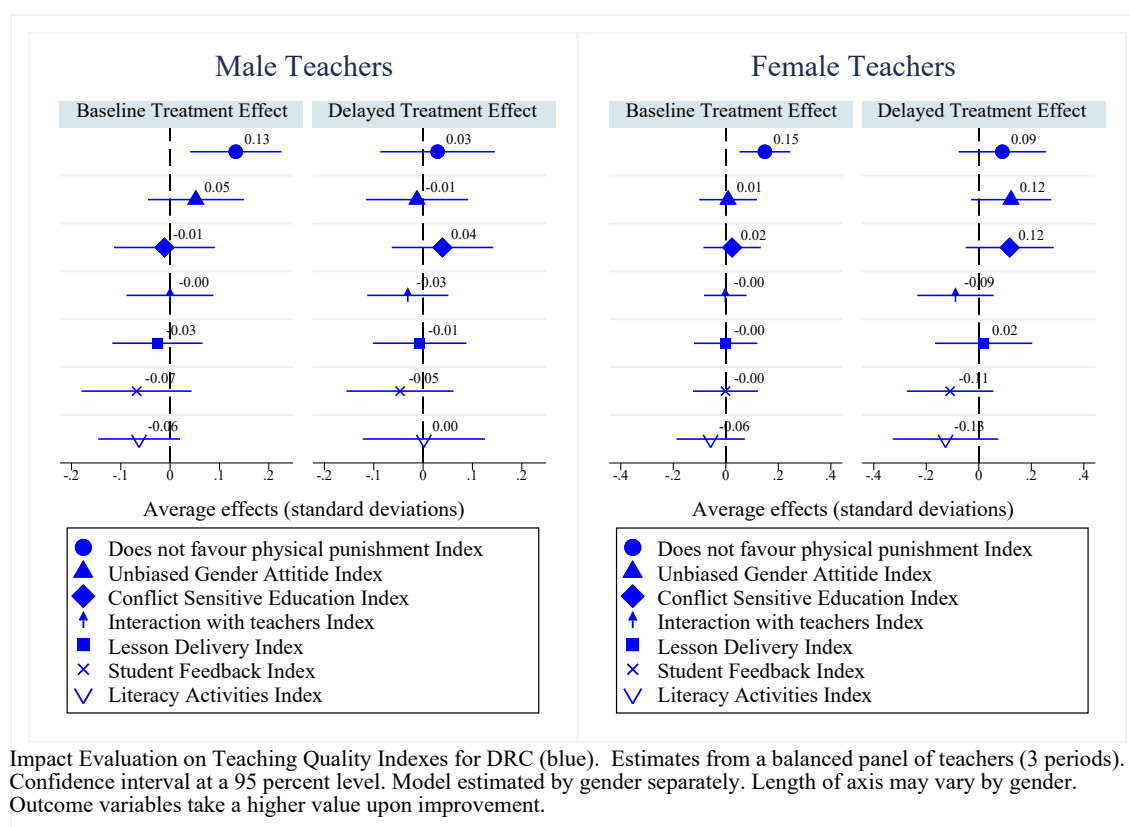 Male Teachers
Baseline Treatment Effect
Delayed Treatment Effect
0.13
0.05
-0.01
-0.00
-0.03
-0.07
-0.06
0.03
-0.01
0.04
-0.03
-0.01
-0.05
0.00
-.2 -.1 0 .1 .2
-.2 -.1 0 .1 .2
Average effects (standard deviations)
Does not favour physical punishment Index
Unbiased Gender Attitide Index
Conflict Sensitive Education Index
Interaction with teachers Index
Lesson Delivery Index
Student Feedback Index
Literacy Activities Index
Female Teachers
Baseline Treatment Effect
Delayed Treatment Effect
0.15
0.01
0.02
-0.00
-0.00
-0.00
-0.06
0.09
0.12
0.12
-0.09
0.02
-0.11
-0.13
-.4 -.2 0 .2 .4
-.4 -.2 0 .2 .4
Average effects (standard deviations)
Does not favour physical punishment Index
Unbiased Gender Attitide Index
Conflict Sensitive Education Index
Interaction with teachers Index
Lesson Delivery Index
Student Feedback Index
Literacy Activities Index
Impact Evaluation on Teaching Quality Indexes for DRC (blue).  Estimates from a balanced panel of teachers (3 periods).
Confidence interval at a 95 percent level. Model estimated by gender separately. Length of axis may vary by gender.
Outcome variables take a higher value upon improvement.